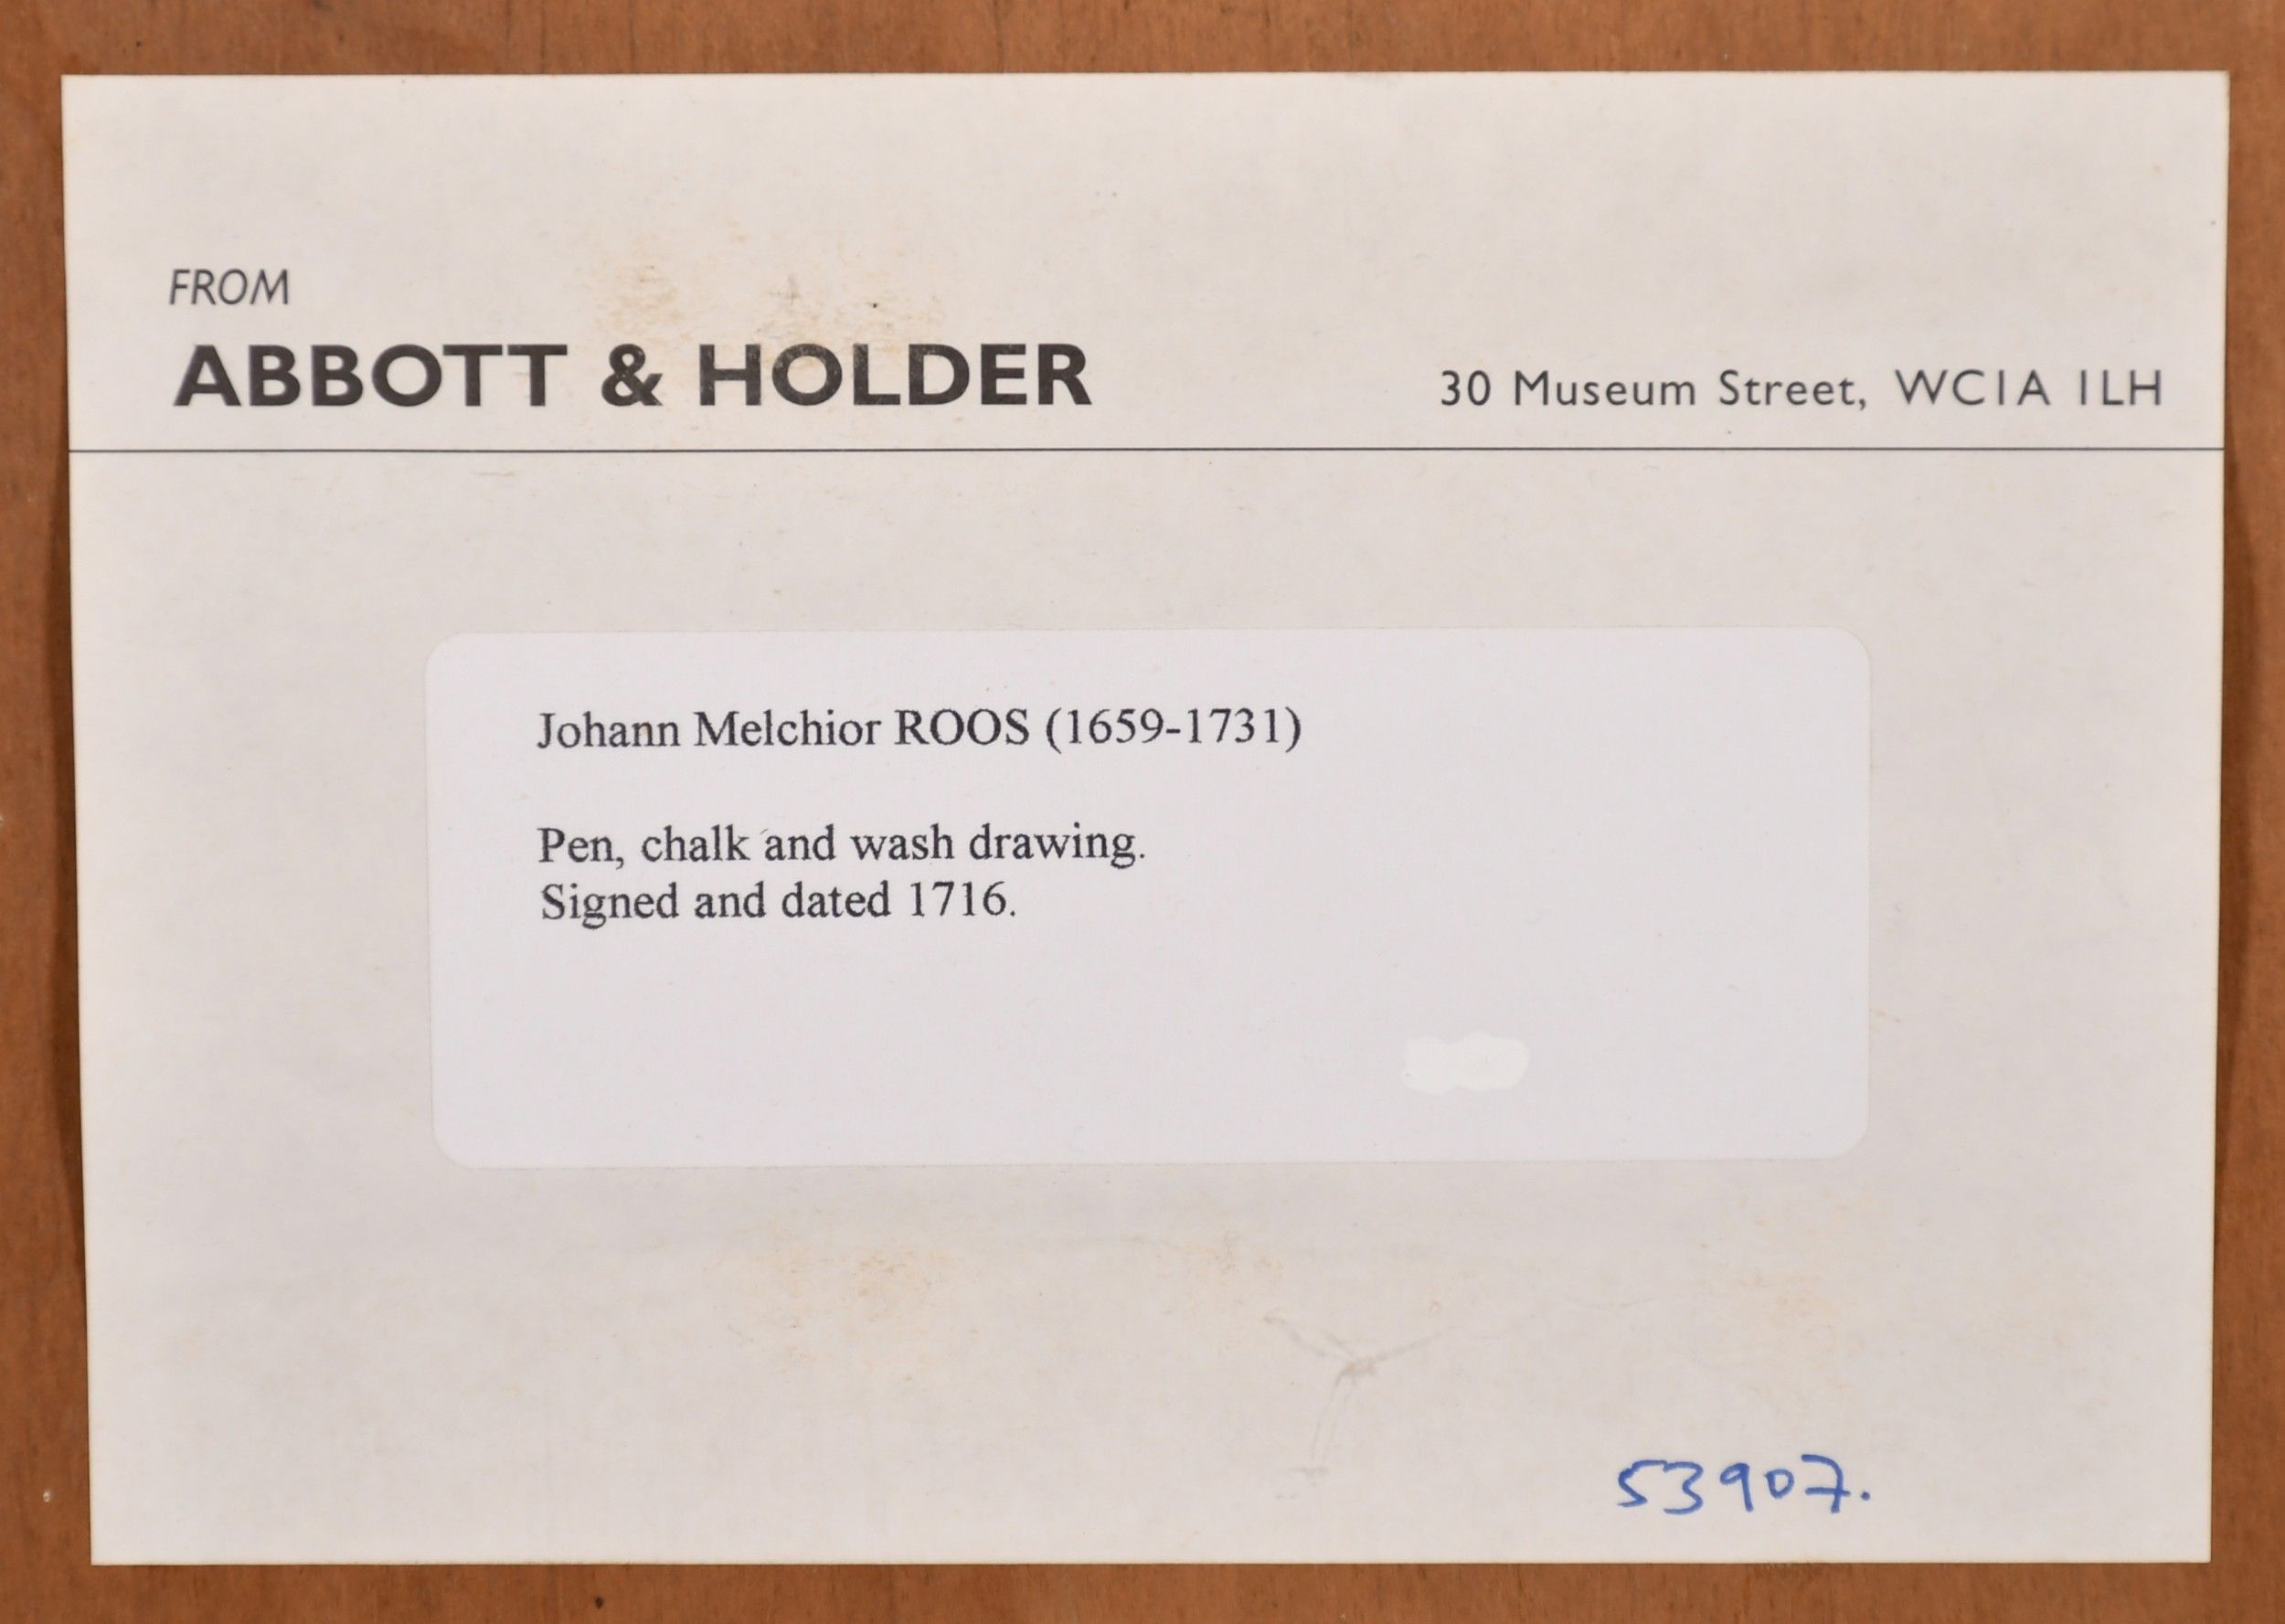 FROM
ABBOTT & HOLDER 30 Museum Street, WC1A 1LH
Johann Melchior ROOS (1659-1731)
Pen, chalk and wash drawing.
Signed and dated 1716.
53907.